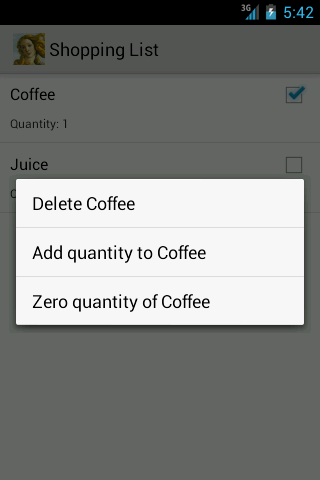 3G 5:42
Shopping List
Coffee
Quantity: 1
Juice
Delete Coffee
Add quantity to Coffee
Zero quantity of Coffee